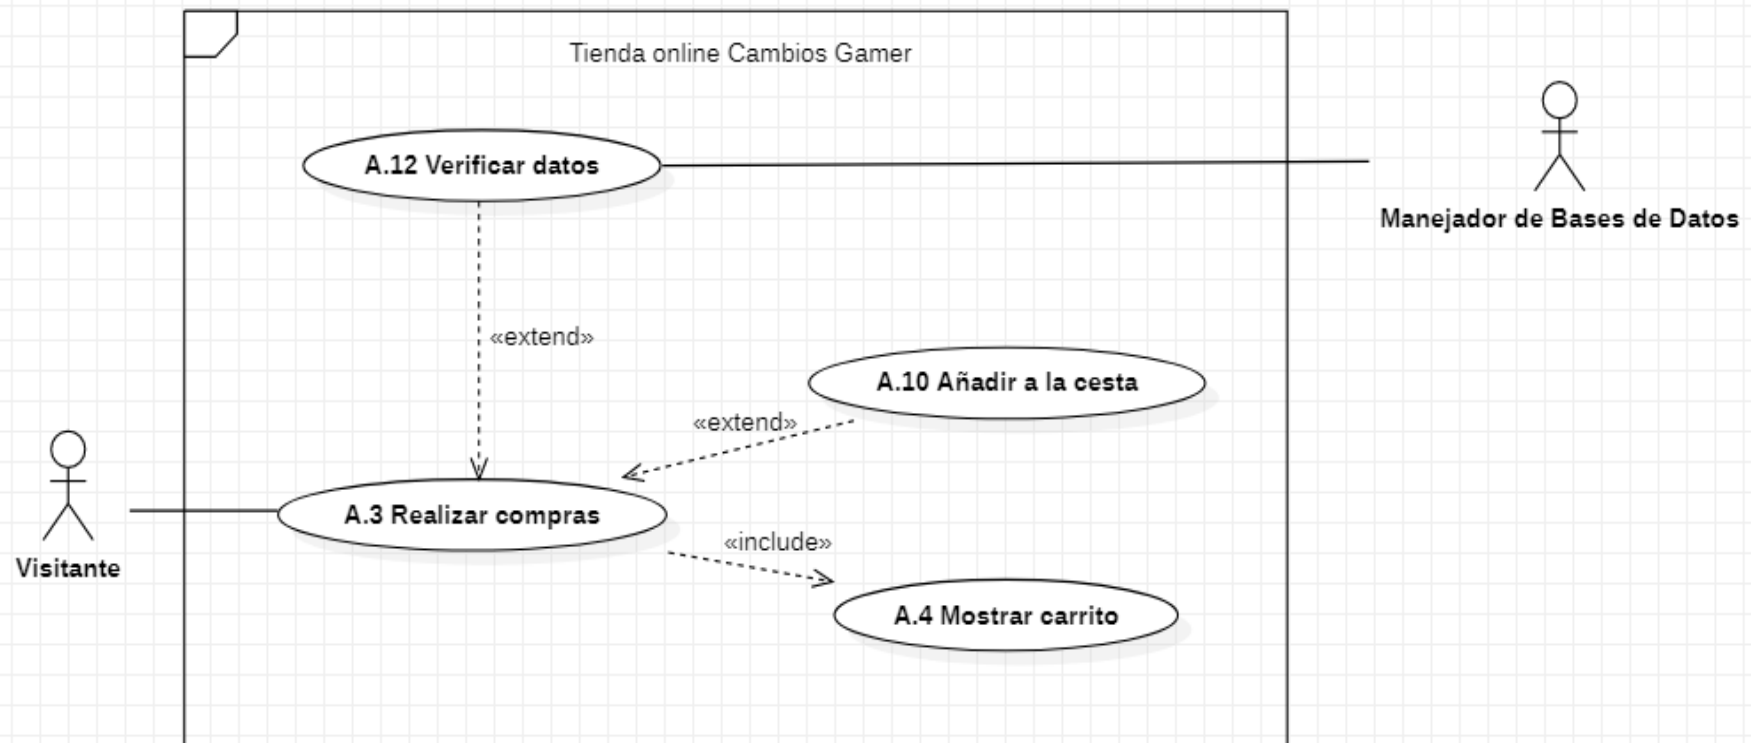 Tienda online Cambios Gamer
A.12 Verificar datos
Manejador de Bases de Datos
«extend»
A.10 Añadir a la cesta
«extend»
A.3 Realizar compras
«include»
Visitante
A.4 Mostrar carrito